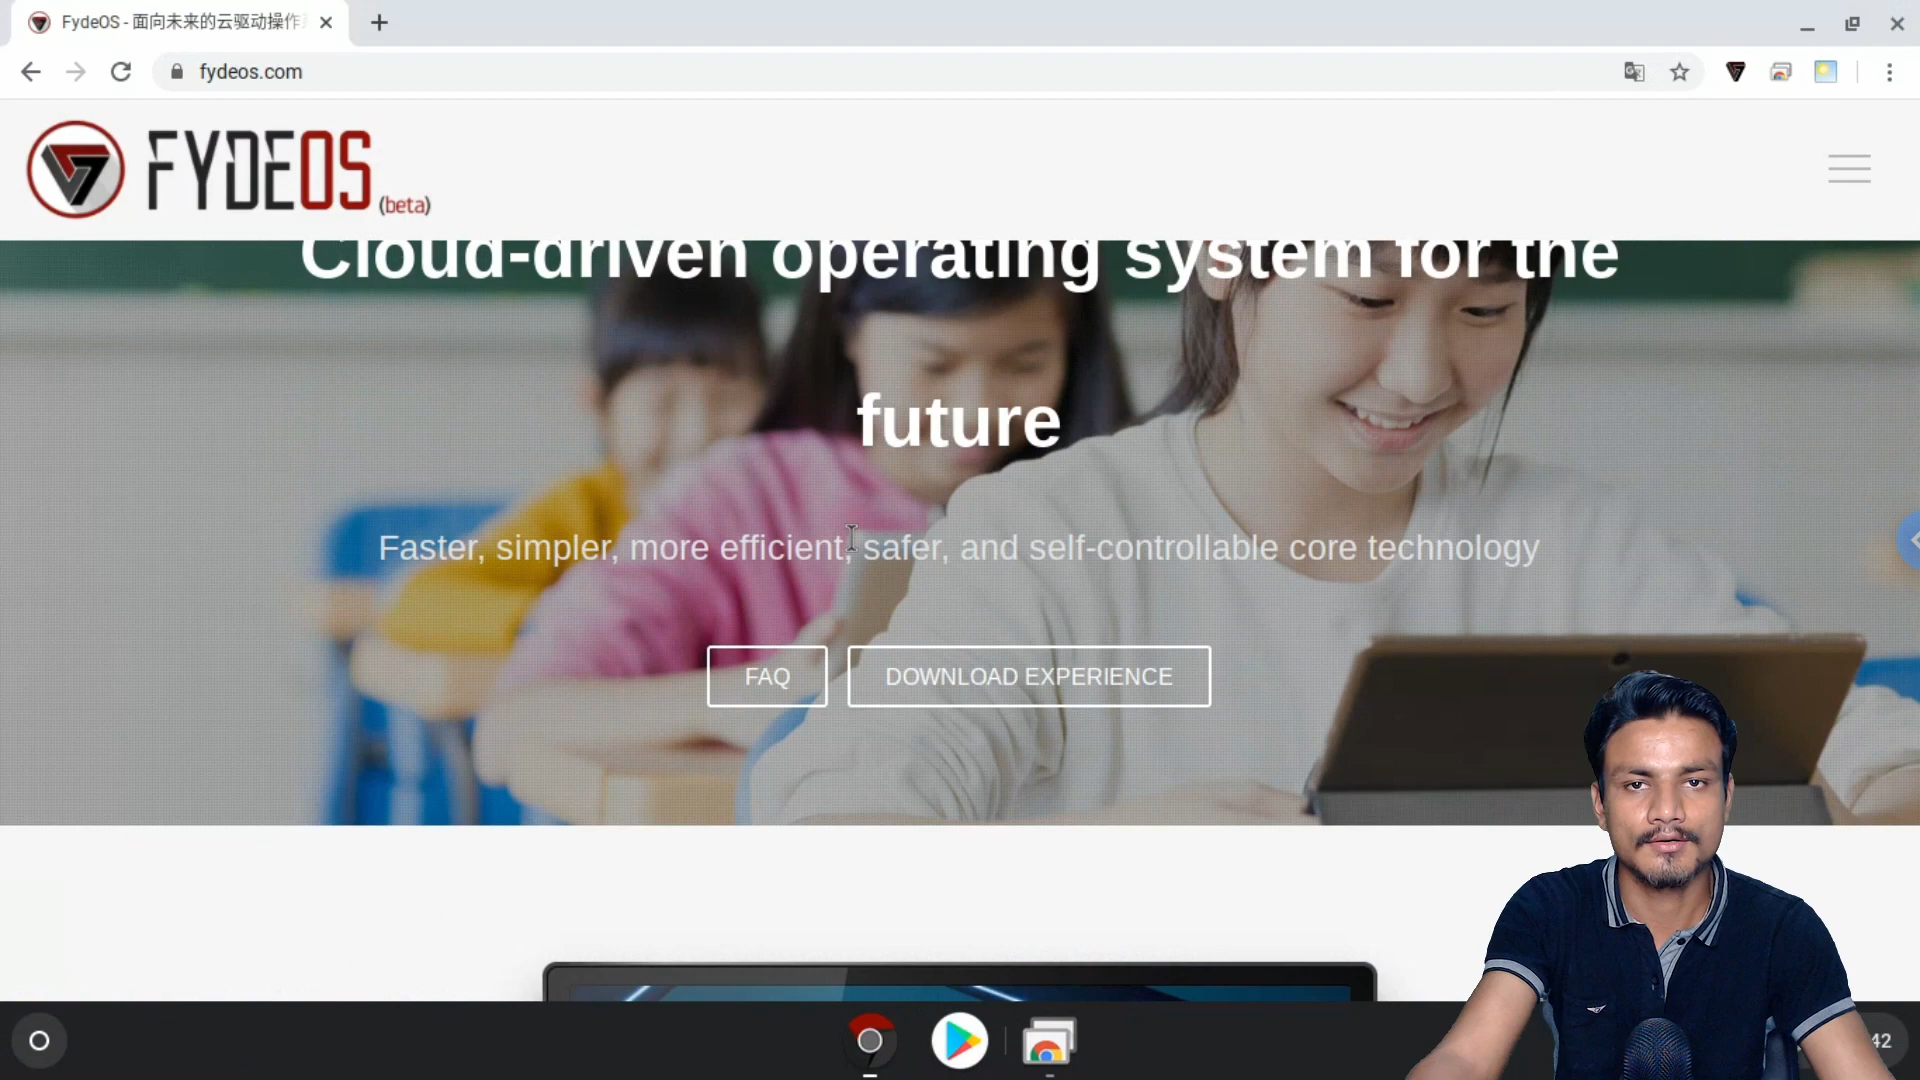 FydeOS - 面向未来的云驱动操作
fydeos.com
FYDEOS (beta)
Cloud-driven operating system for the
future
Faster, simpler, more efficient, safer, and self-controllable core technology
FAQ
DOWNLOAD EXPERIENCE
42